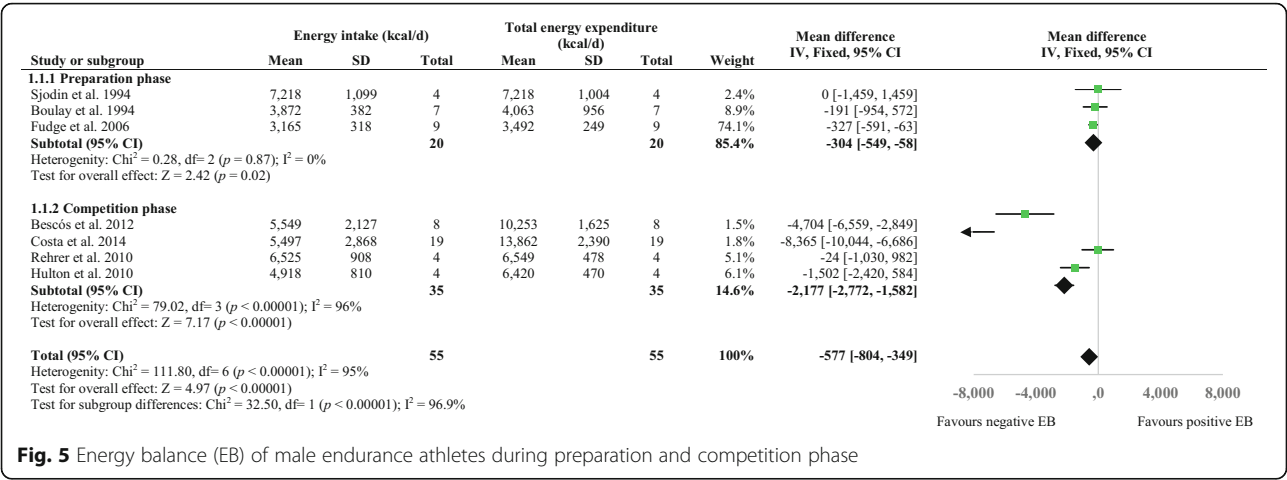 Energy intake (kcal/d) Total energy expenditure (kcal/d) Mean difference IV, Fixed, 95% CI Mean difference IV, Fixed, 95% CI
Study or subgroup Mean SD Total Mean SD Total Weight
1.1.1 Preparation phase
Sjodin et al. 1994 7,218 1,099 4 7,218 1,004 4 2.4% 0 [-1,459, 1,459]
Boulay et al. 1994 3,872 382 7 4,063 956 7 8.9% -191 [-954, 572]
Fudge et al. 2006 3,165 318 9 3,492 249 9 74.1% -327 [-591, -63]
Subtotal (95% CI) 20 20 85.4% -304 [-549, -58]
Heterogenity: Chi² = 0.28, df= 2 (p = 0.87); I² = 0%
Test for overall effect: Z = 2.42 (p = 0.02)
1.1.2 Competition phase
Bescós et al. 2012 5,549 2,127 8 10,253 1,625 8 1.5% -4,704 [-6,559, -2,849]
Costa et al. 2014 5,497 2,868 19 13,862 2,390 19 1.8% -8,365 [-10,044, -6,686]
Rehrer et al. 2010 6,525 908 4 6,549 478 4 5.1% -24 [-1,030, 982]
Hulton et al. 2010 4,918 810 4 6,420 470 4 6.1% -1,502 [-2,420, 584]
Subtotal (95% CI) 35 35 14.6% -2,177 [-2,772, -1,582]
Heterogenity: Chi² = 79.02, df= 3 (p < 0.00001); I² = 96%
Test for overall effect: Z = 7.17 (p < 0.00001)
Total (95% CI) 55 55 100% -577 [-804, -349]
Heterogenity: Chi² = 111.80, df= 6 (p < 0.00001); I² = 95%
Test for overall effect: Z = 4.97 (p < 0.00001)
Test for subgroup differences: Chi² = 32.50, df= 1 (p < 0.00001); I² = 96.9%
-8,000 -4,000 ,0 4,000 8,000
Favours negative EB Favours positive EB
Fig. 5 Energy balance (EB) of male endurance athletes during preparation and competition phase